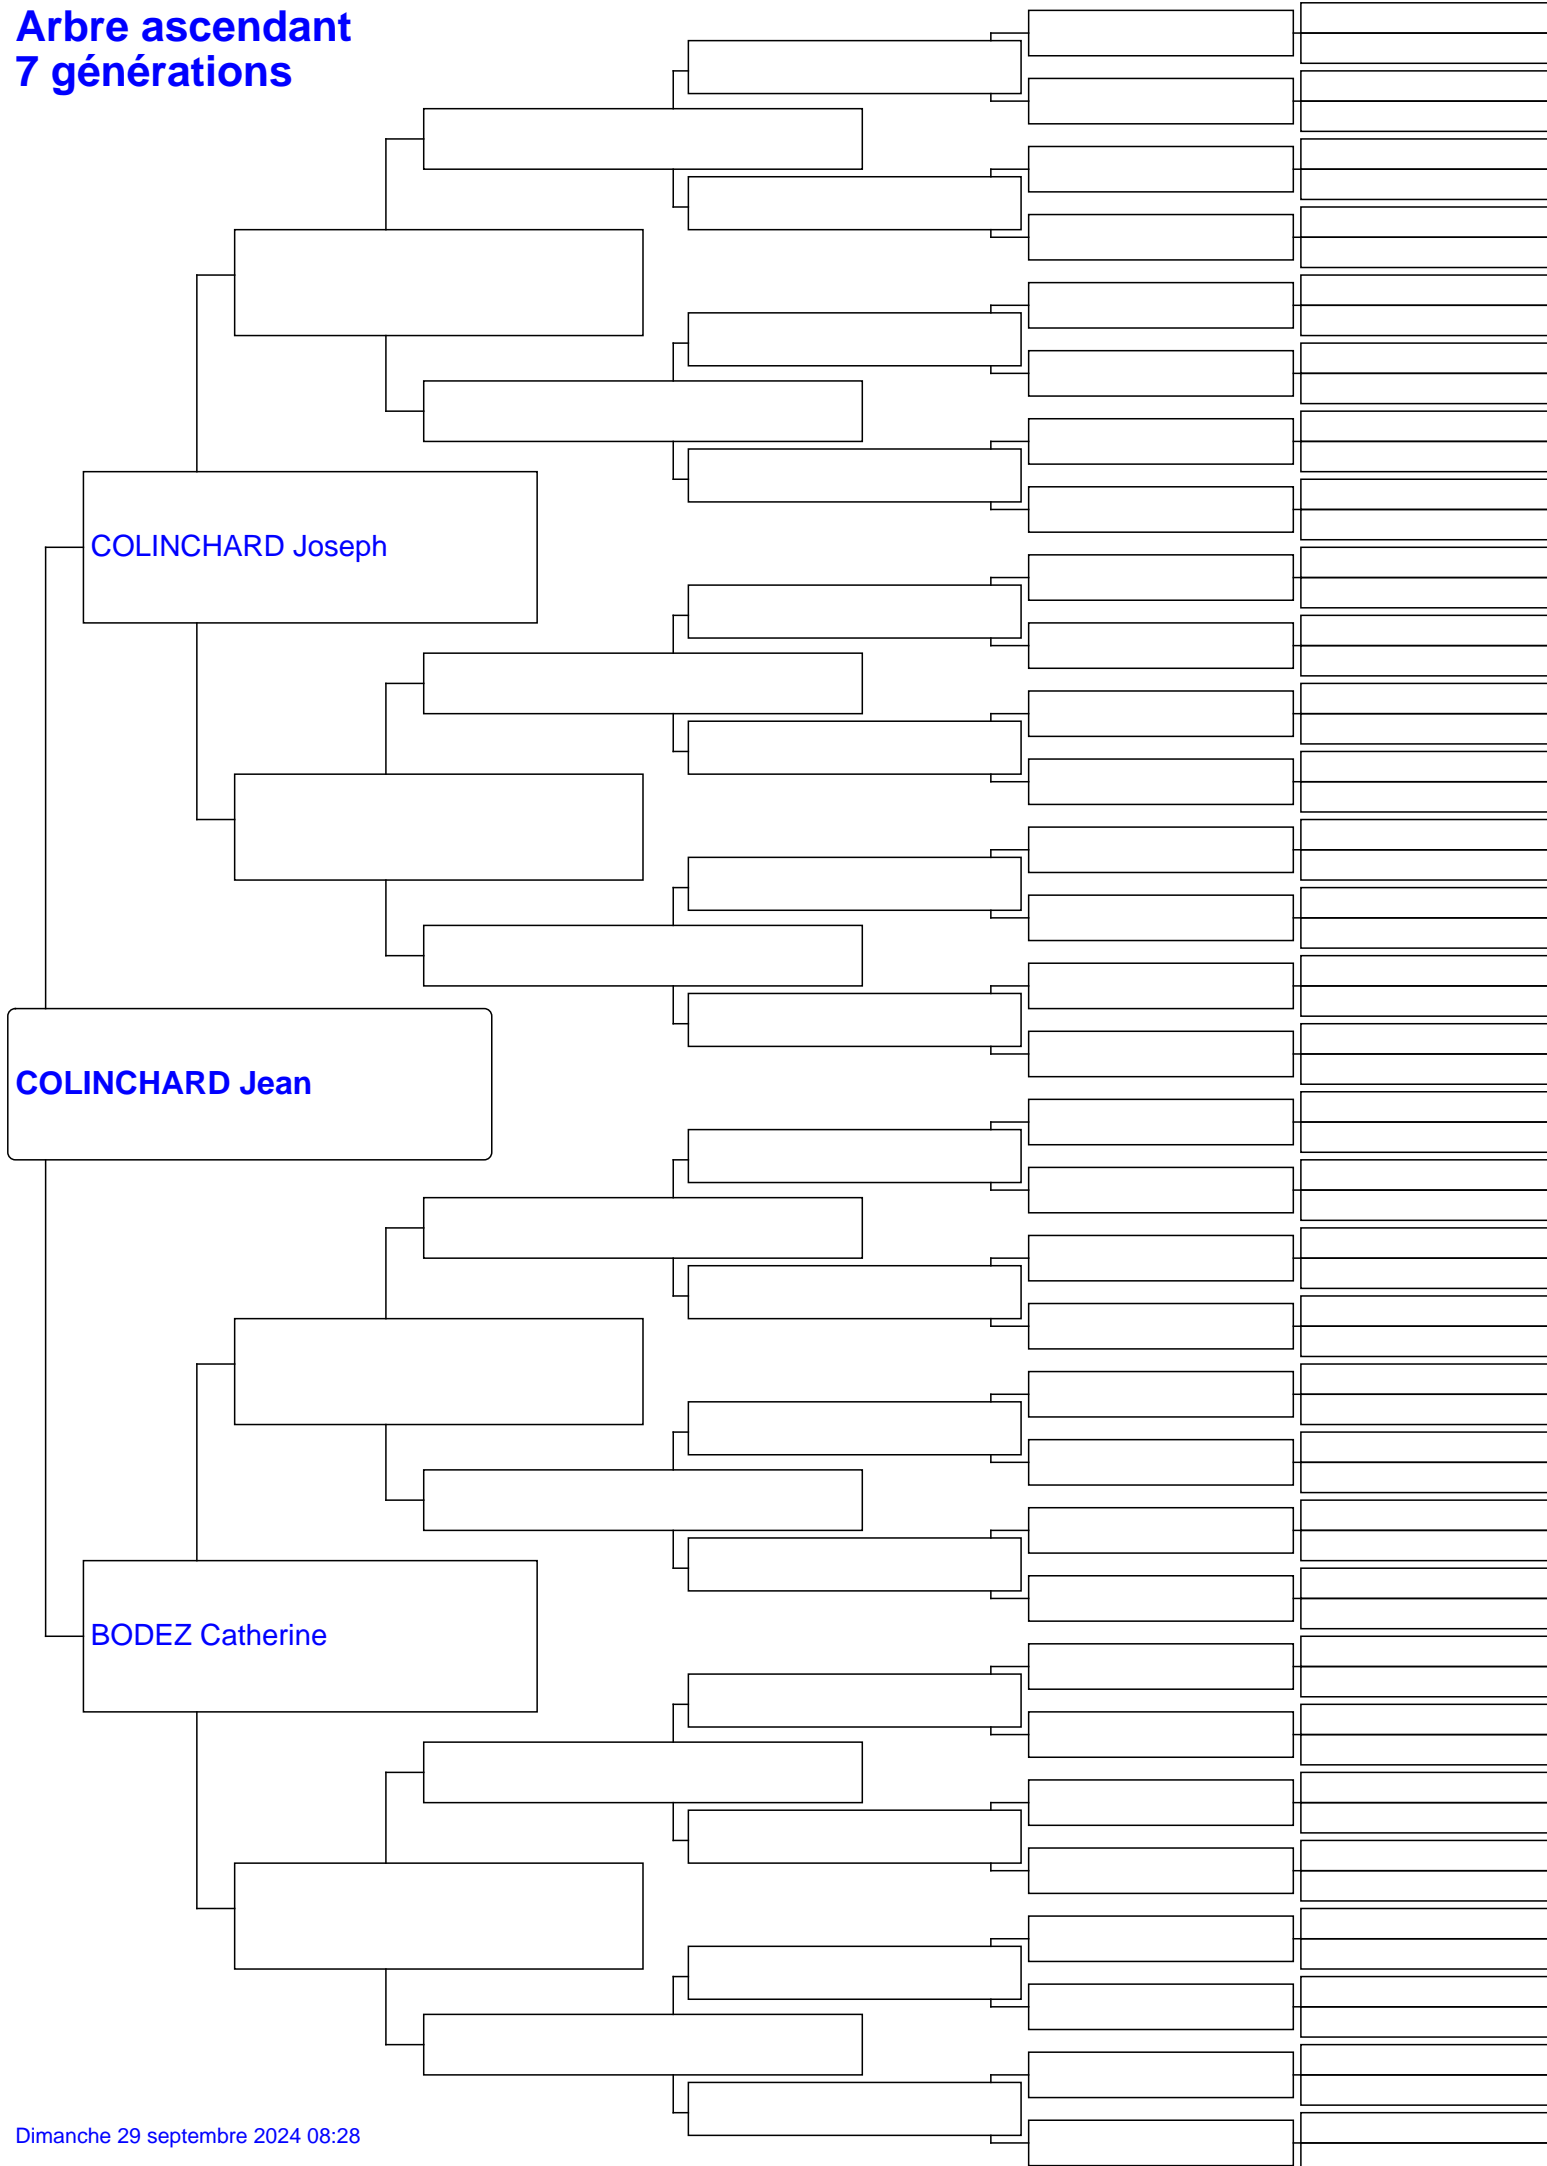 Arbre ascendant
7 générations
COLINCHARD Joseph
COLINCHARD Jean
BODEZ Catherine
Dimanche 29 septembre 2024 08:28